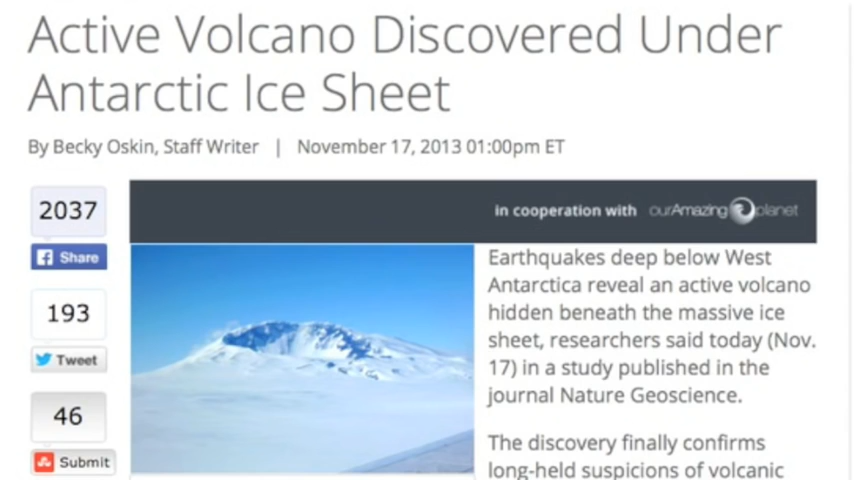 Active Volcano Discovered Under
Antarctic Ice Sheet
By Becky Oskin, Staff Writer | November 17, 2013 01:00pm ET
2037
Share
193
Tweet
46
Submit
in cooperation with ourAmazing planet
Earthquakes deep below West
Antarctica reveal an active volcano
hidden beneath the massive ice
sheet, researchers said today (Nov.
17) in a study published in the
journal Nature Geoscience.
The discovery finally confirms
long-held suspicions of volcanic